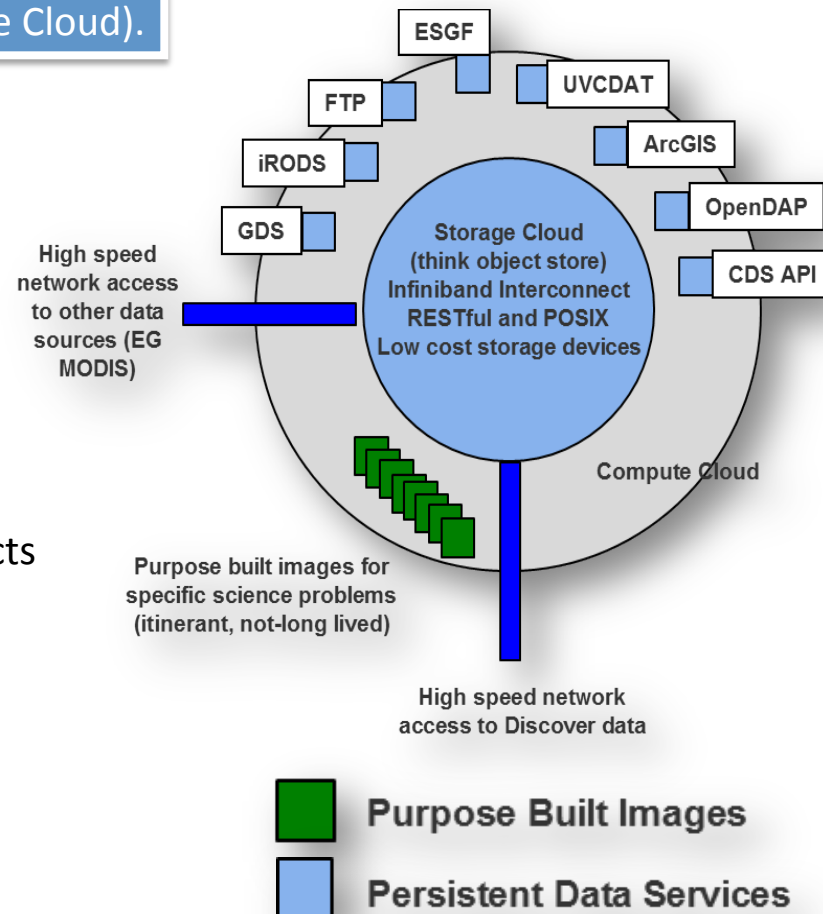 e Cloud).
ESGF
UVCDAT
FTP
ArcGIS
iRODS
OpenDAP
GDS
CDS API
Storage Cloud
(think object store)
Infiniband Interconnect
RESTful and POSIX
Low cost storage devices
High speed
network access
to other data
sources (EG
MODIS)
Compute Cloud
cts
Purpose built images for
specific science problems
(itinerant, not-long lived)
High speed network
access to Discover data
Purpose Built Images
Persistent Data Services